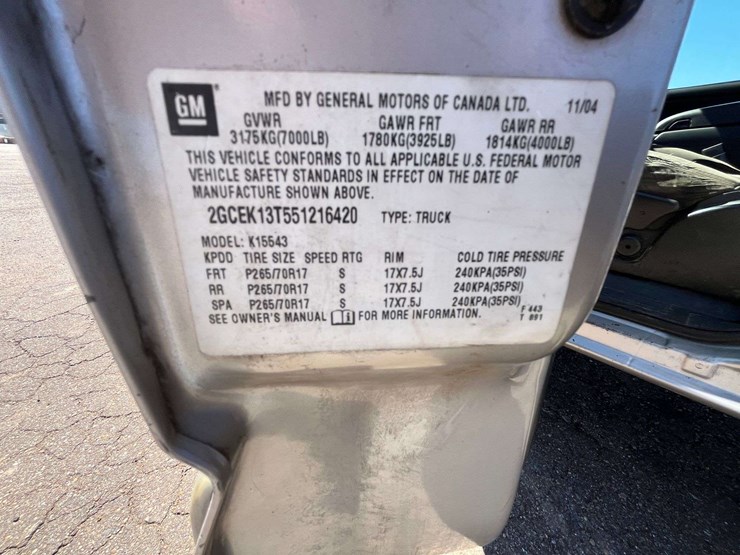 GM
MFD BY GENERAL MOTORS OF CANADA LTD. 11/04
GVWR GAWR FRT GAWR RR
3175KG(7000LB) 1780KG(3925LB) 1814KG(4000LB)
THIS VEHICLE CONFORMS TO ALL APPLICABLE U.S. FEDERAL MOTOR
VEHICLE SAFETY STANDARDS IN EFFECT ON THE DATE OF
MANUFACTURE SHOWN ABOVE.
2GCEK13T551216420 TYPE: TRUCK
MODEL: K15543
KPDD TIRE SIZE SPEED RTG RIM COLD TIRE PRESSURE
FRT P265/70R17 S 17X7.5J 240KPA(35PSI)
RR P265/70R17 S 17X7.5J 240KPA(35PSI)
SPA P265/70R17 S 17X7.5J 240KPA(35PSI)
SEE OWNER'S MANUAL FOR MORE INFORMATION.
F 443
T 891